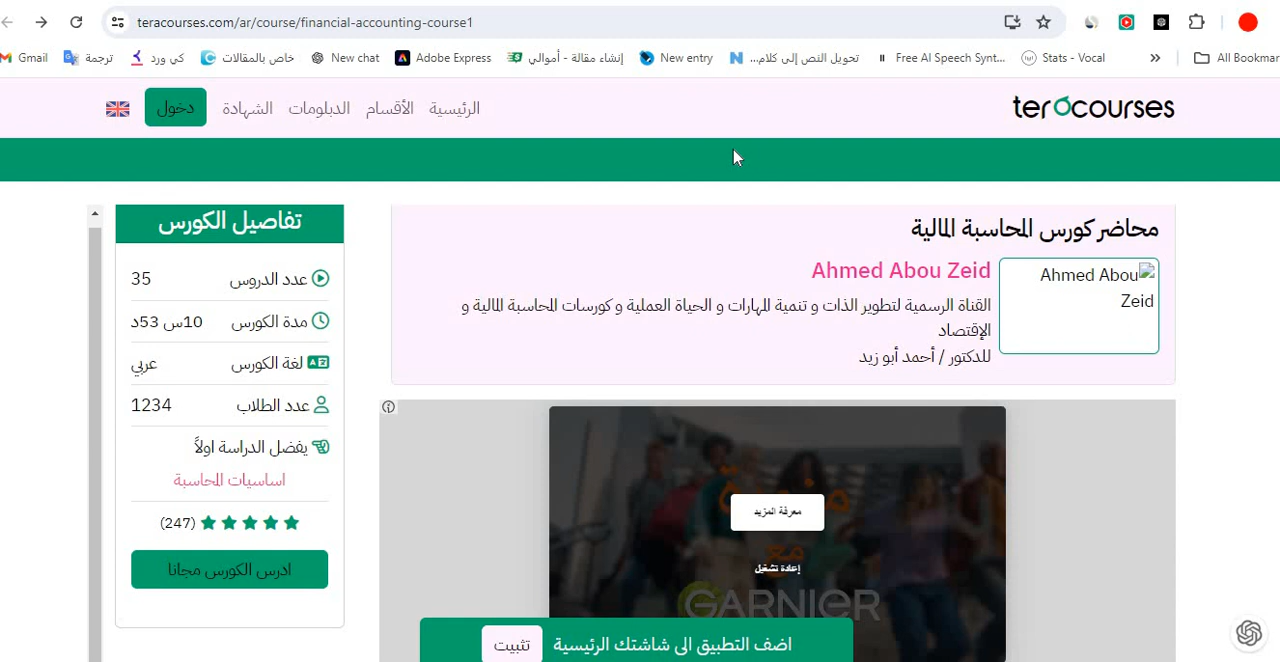 teracourses.com/ar/course/financial-accounting-course1
Gmail
ترجمة
كى ورد
خاص بالمقالات
New chat
Adobe Express
إنشاء مقالة - أموالي
New entry
تحويل النص إلى كلام...
Free AI Speech Synt...
Stats - Vocal
All Bookmar
teracourses
الرئيسية
الأقسام
الدبلومات
الشهادة
دخول
محاضر كورس المحاسبة المالية
Ahmed Abou Zeid
Ahmed Abou
Zeid
القناة الرسمية لتطوير الذات و تنمية المهارات و الحياة العملية و كورسات المحاسبة المالية و
الإقتصاد
للدكتور / أحمد أبو زيد
تفاصيل الكورس
عدد الدروس 35
مدة الكورس 10س 53د
لغة الكورس عربي
عدد الطلاب 1234
يفضل الدراسة اولاً
اساسيات المحاسبة
(247)
ادرس الكورس مجانا
معرفة المزيد
مع
إعادة تشغيل
GARNIER
اضف التطبيق الى شاشتك الرئيسية
تثبيت